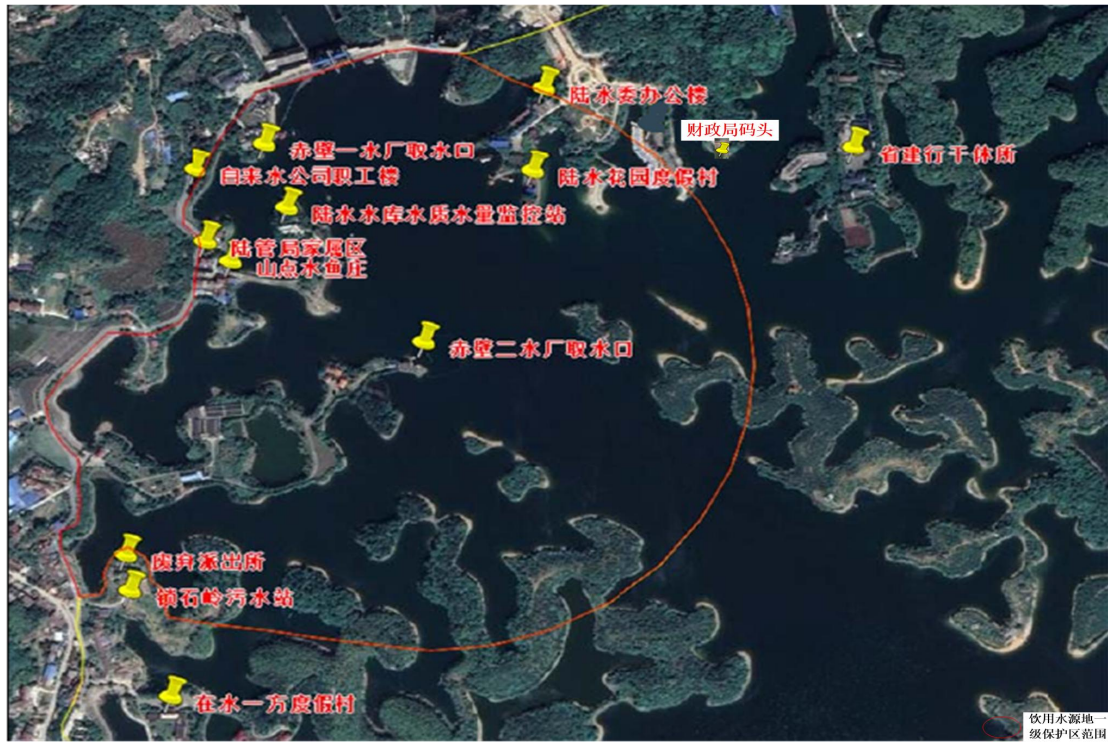 陆水委办公楼
财政局码头
赤壁一水厂取水口
省建行干休所
自来水公司职工楼
陆水花园度假村
陆水水库水质水量监控站
陆管局家属区
山点水鱼庄
赤壁二水厂取水口
废弃派出所
锁石岭污水站
在水一方度假村
饮用水源地一
级保护区范围